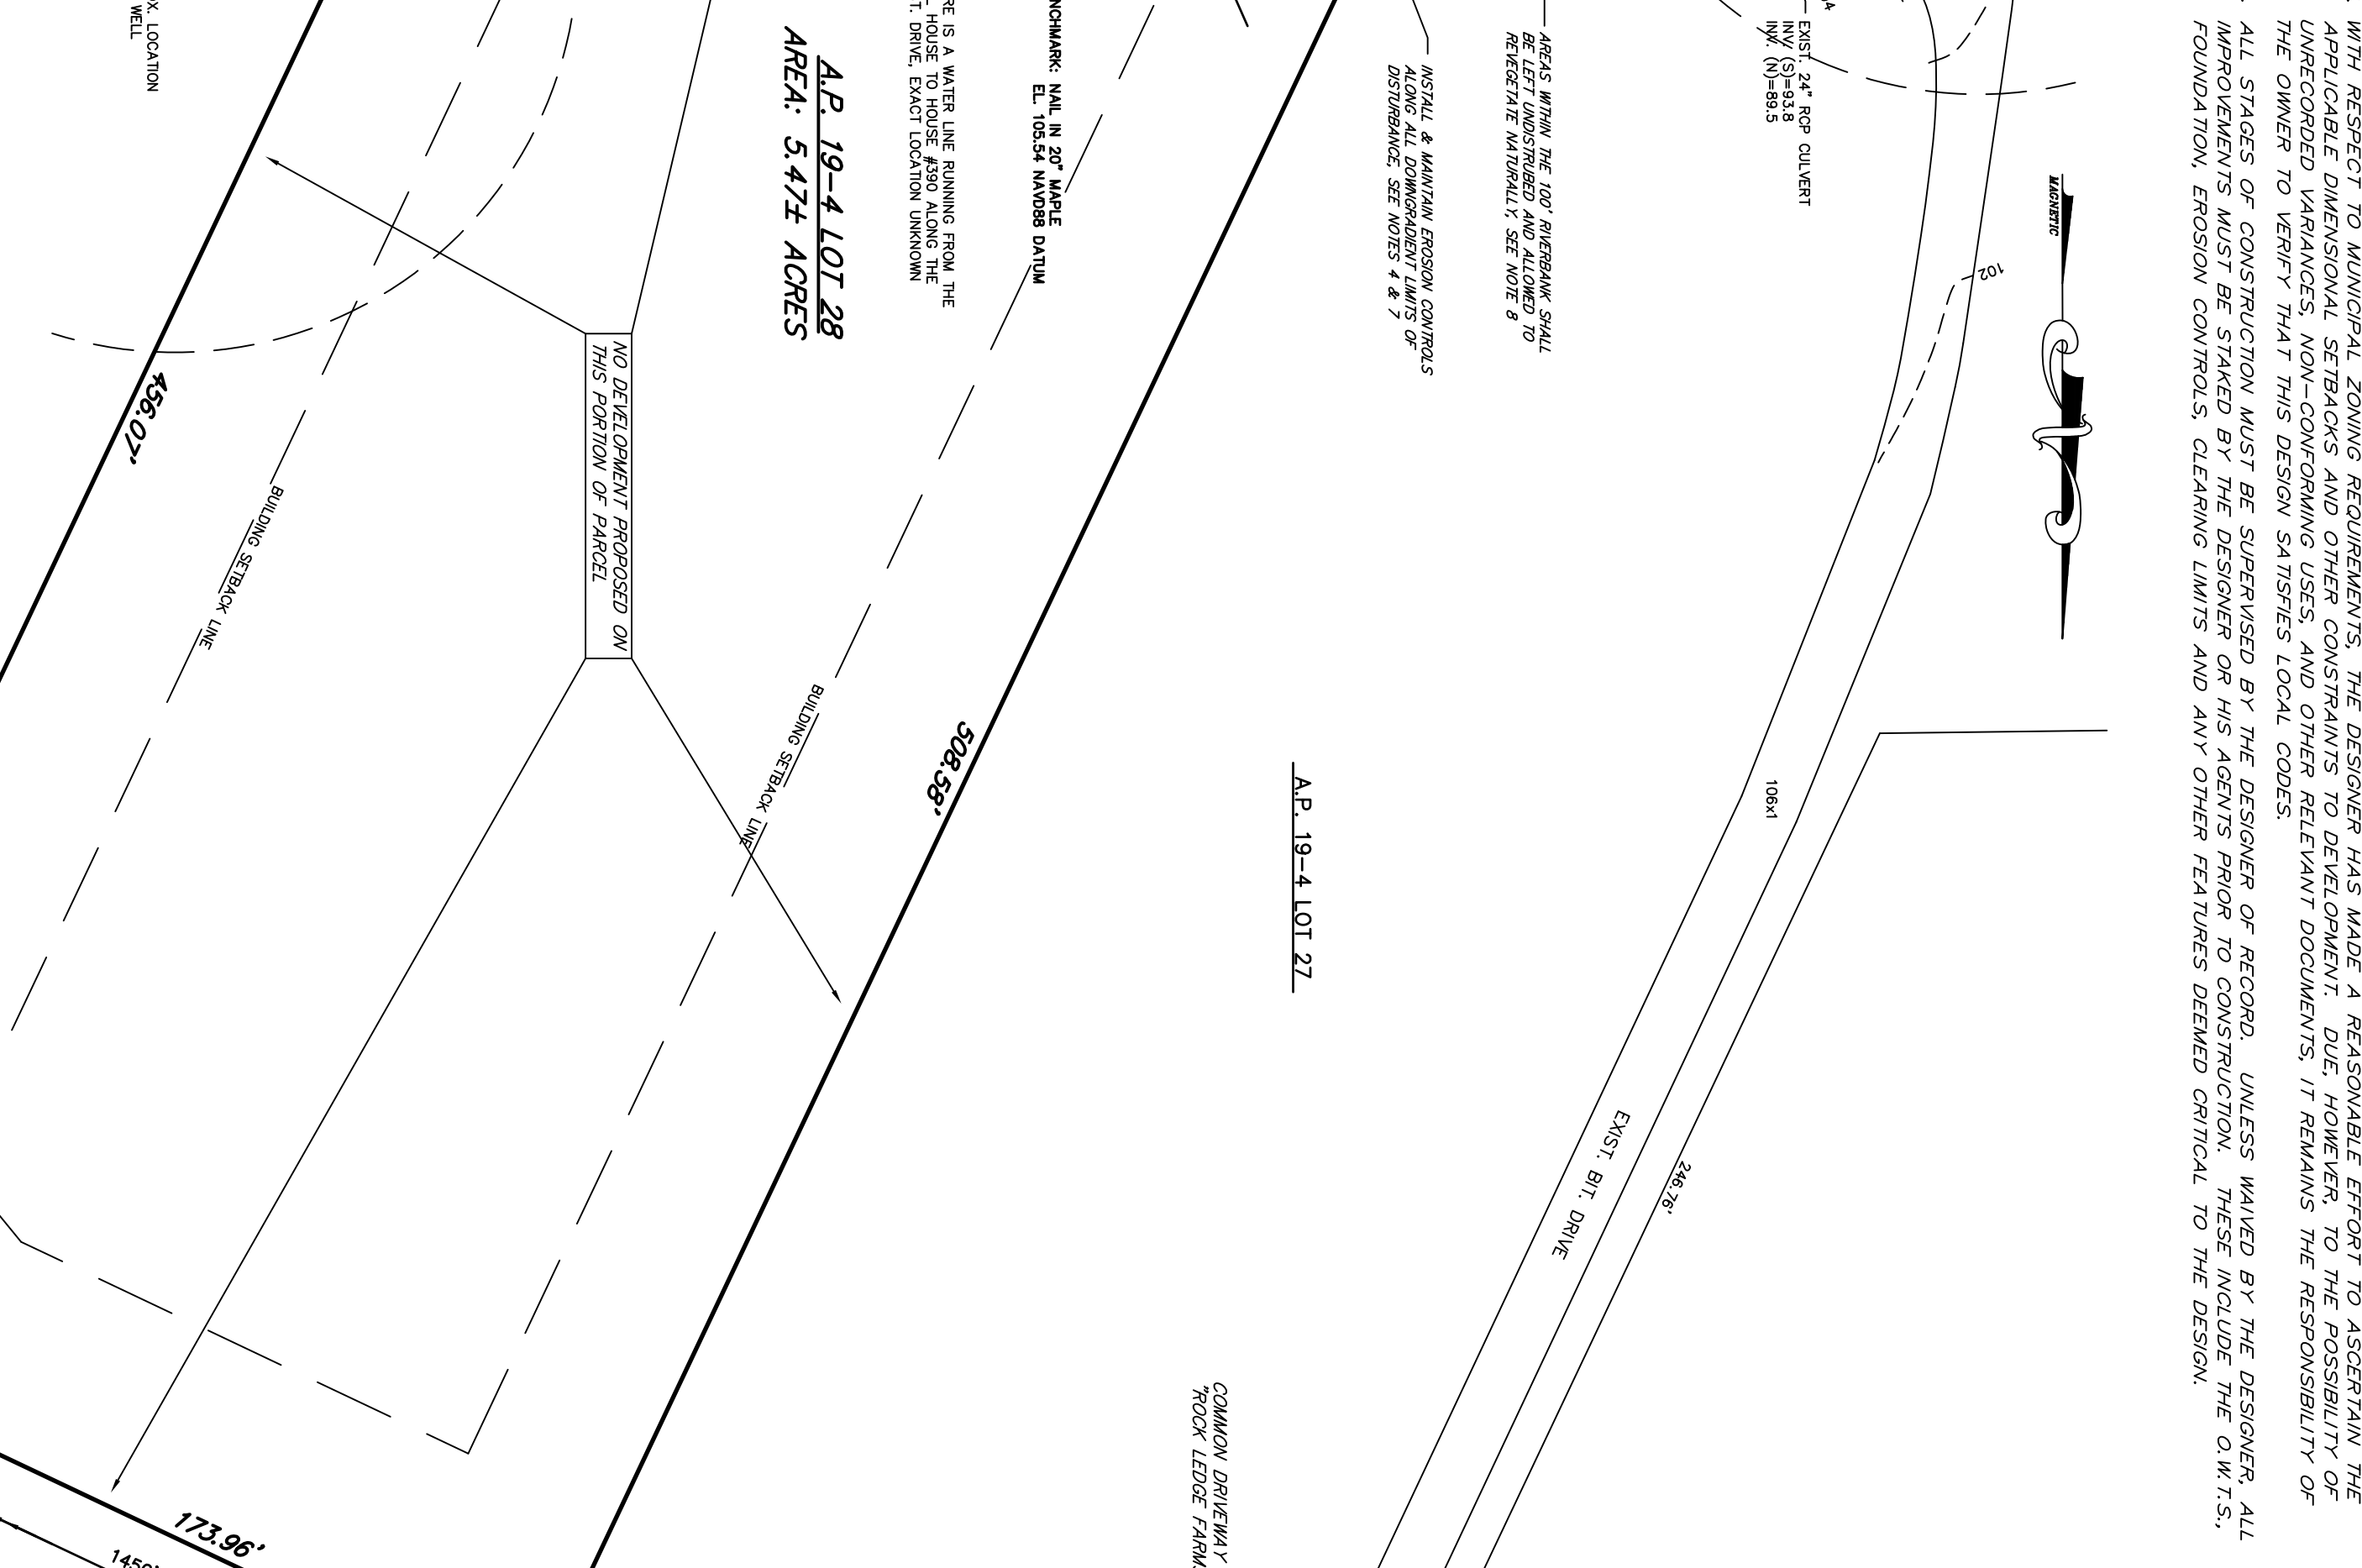 WITH RESPECT TO MUNICIPAL ZONING REQUIREMENTS, THE DESIGNER HAS MADE A REASONABLE EFFORT TO ASCERTAIN THE
APPLICABLE DIMENSIONAL SETBACKS AND OTHER CONSTRAINTS TO DEVELOPMENT. DUE, HOWEVER, TO THE POSSIBILITY OF
UNRECORDED VARIANCES, NON-CONFORMING USES, AND OTHER RELEVANT DOCUMENTS, IT REMAINS THE RESPONSIBILITY OF
THE OWNER TO VERIFY THAT THIS DESIGN SATISFIES LOCAL CODES.
ALL STAGES OF CONSTRUCTION MUST BE SUPERVISED BY THE DESIGNER OF RECORD. UNLESS WAIVED BY THE DESIGNER, ALL
IMPROVEMENTS MUST BE STAKED BY THE DESIGNER OR HIS AGENTS PRIOR TO CONSTRUCTION. THESE INCLUDE THE O.W.T.S.,
FOUNDATION, EROSION CONTROLS, CLEARING LIMITS AND ANY OTHER FEATURES DEEMED CRITICAL TO THE DESIGN.
MAGNETIC
102
EXIST. 24" RCP CULVERT
INV. (S)=93.8
INV. (N)=89.5
106x1
246.76'
EXIST. BIT. DRIVE
AREAS WITHIN THE 100' RIVERBANK SHALL
BE LEFT UNDISTRUBED AND ALLOWED TO
REVEGETATE NATURALLY, SEE NOTE 8
INSTALL & MAINTAIN EROSION CONTROLS
ALONG ALL DOWNGRADIENT LIMITS OF
DISTURBANCE, SEE NOTES 4 & 7
A.P. 19-4 LOT 27
COMMON DRIVEWAY
"ROCK LEDGE FARM
NCHMARK: NAIL IN 20" MAPLE
EL. 105.54 NAVD88 DATUM
RE IS A WATER LINE RUNNING FROM THE
HOUSE TO HOUSE #390 ALONG THE
T. DRIVE, EXACT LOCATION UNKNOWN
508.58'
A.P. 19-4 LOT 28
AREA: 5.47± ACRES
BUILDING SETBACK LINE
NO DEVELOPMENT PROPOSED ON
THIS PORTION OF PARCEL
BUILDING SETBACK LINE
456.07'
X. LOCATION
WELL
173.96'